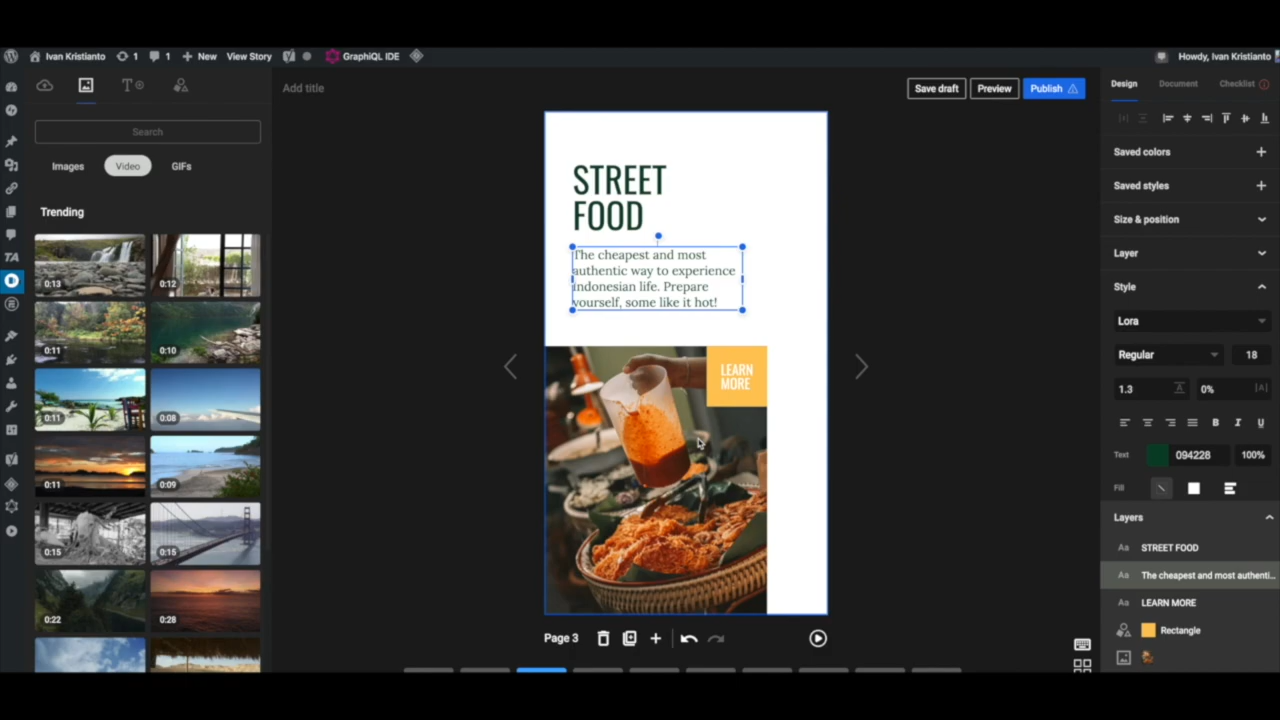 Ivan Kristianto
1
1
New
View Story
GraphiQL IDE
Howdy, Ivan Kristianto
Add title
Save draft
Preview
Publish
Design
Document
Checklist
Search
Images
Video
GIFs
Trending
0:13
0:12
0:11
0:10
0:11
0:08
0:11
0:09
0:15
0:15
0:22
0:28
STREET
FOOD
The cheapest and most
authentic way to experience
Indonesian life. Prepare
yourself, some like it hot!
LEARN
MORE
Page 3
Saved colors
Saved styles
Size & position
Layer
Style
Lora
Regular
18
1.3
0%
B
I
U
Text
094228
100%
Fill
Layers
Aa STREET FOOD
Aa The cheapest and most authenti...
Aa LEARN MORE
Rectangle